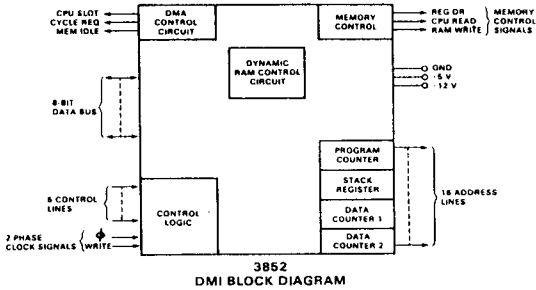 CPU SLOT
CYCLE REQ
MEM IDLE
DMA
CONTROL
CIRCUIT
MEMORY
CONTROL
REG DR
CPU READ
RAM WRITE
MEMORY
CONTROL
SIGNALS
DYNAMIC
RAM CONTROL
CIRCUIT
GND
-5 V
-12 V
8-BIT
DATA BUS
PROGRAM
COUNTER
STACK
REGISTER
DATA
COUNTER 1
DATA
COUNTER 2
16 ADDRESS
LINES
6 CONTROL
LINES
CONTROL
LOGIC
2 PHASE
CLOCK SIGNALS
ϕ
WRITE
3852
DMI BLOCK DIAGRAM